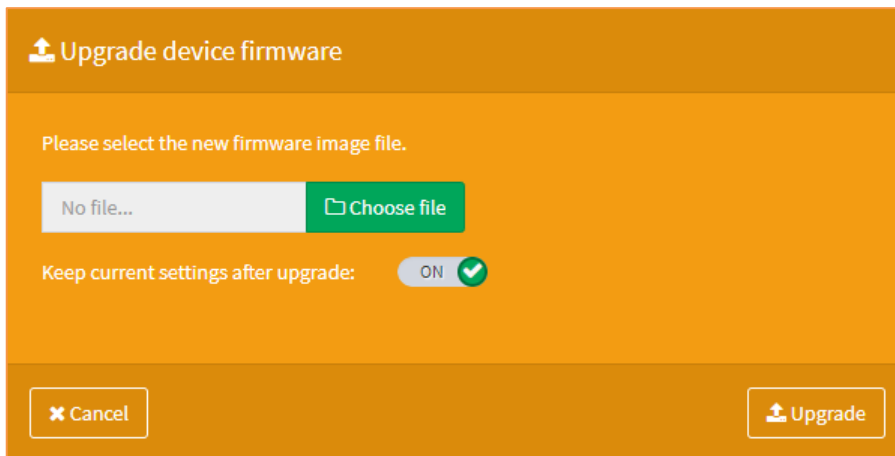 Upgrade device firmware
Please select the new firmware image file.
No file... Choose file
Keep current settings after upgrade: ON
Cancel Upgrade